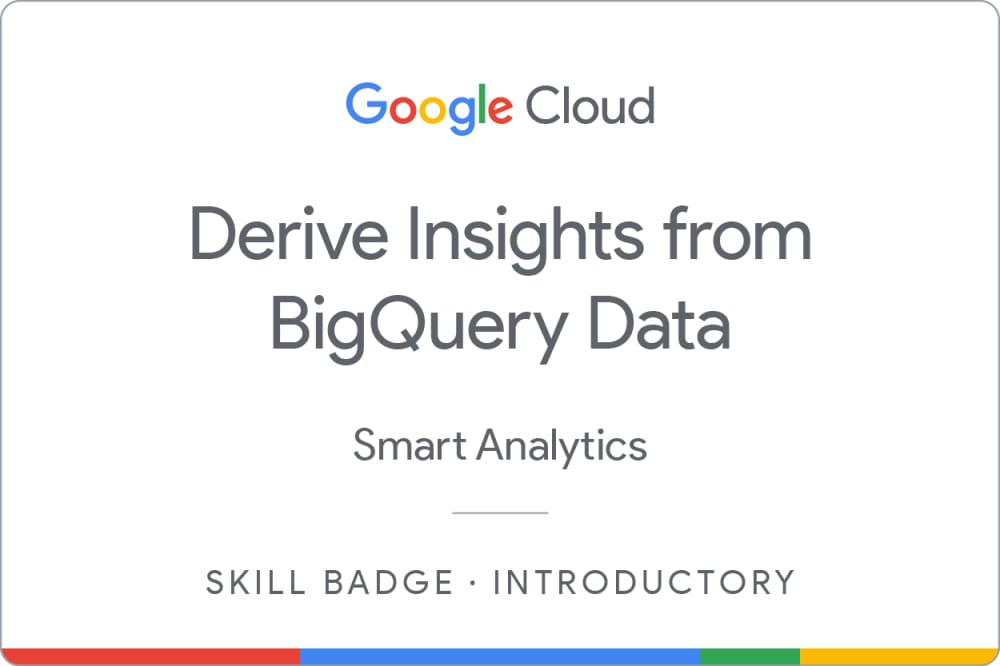 Google Cloud
Derive Insights from
BigQuery Data
Smart Analytics
SKILL BADGE · INTRODUCTORY